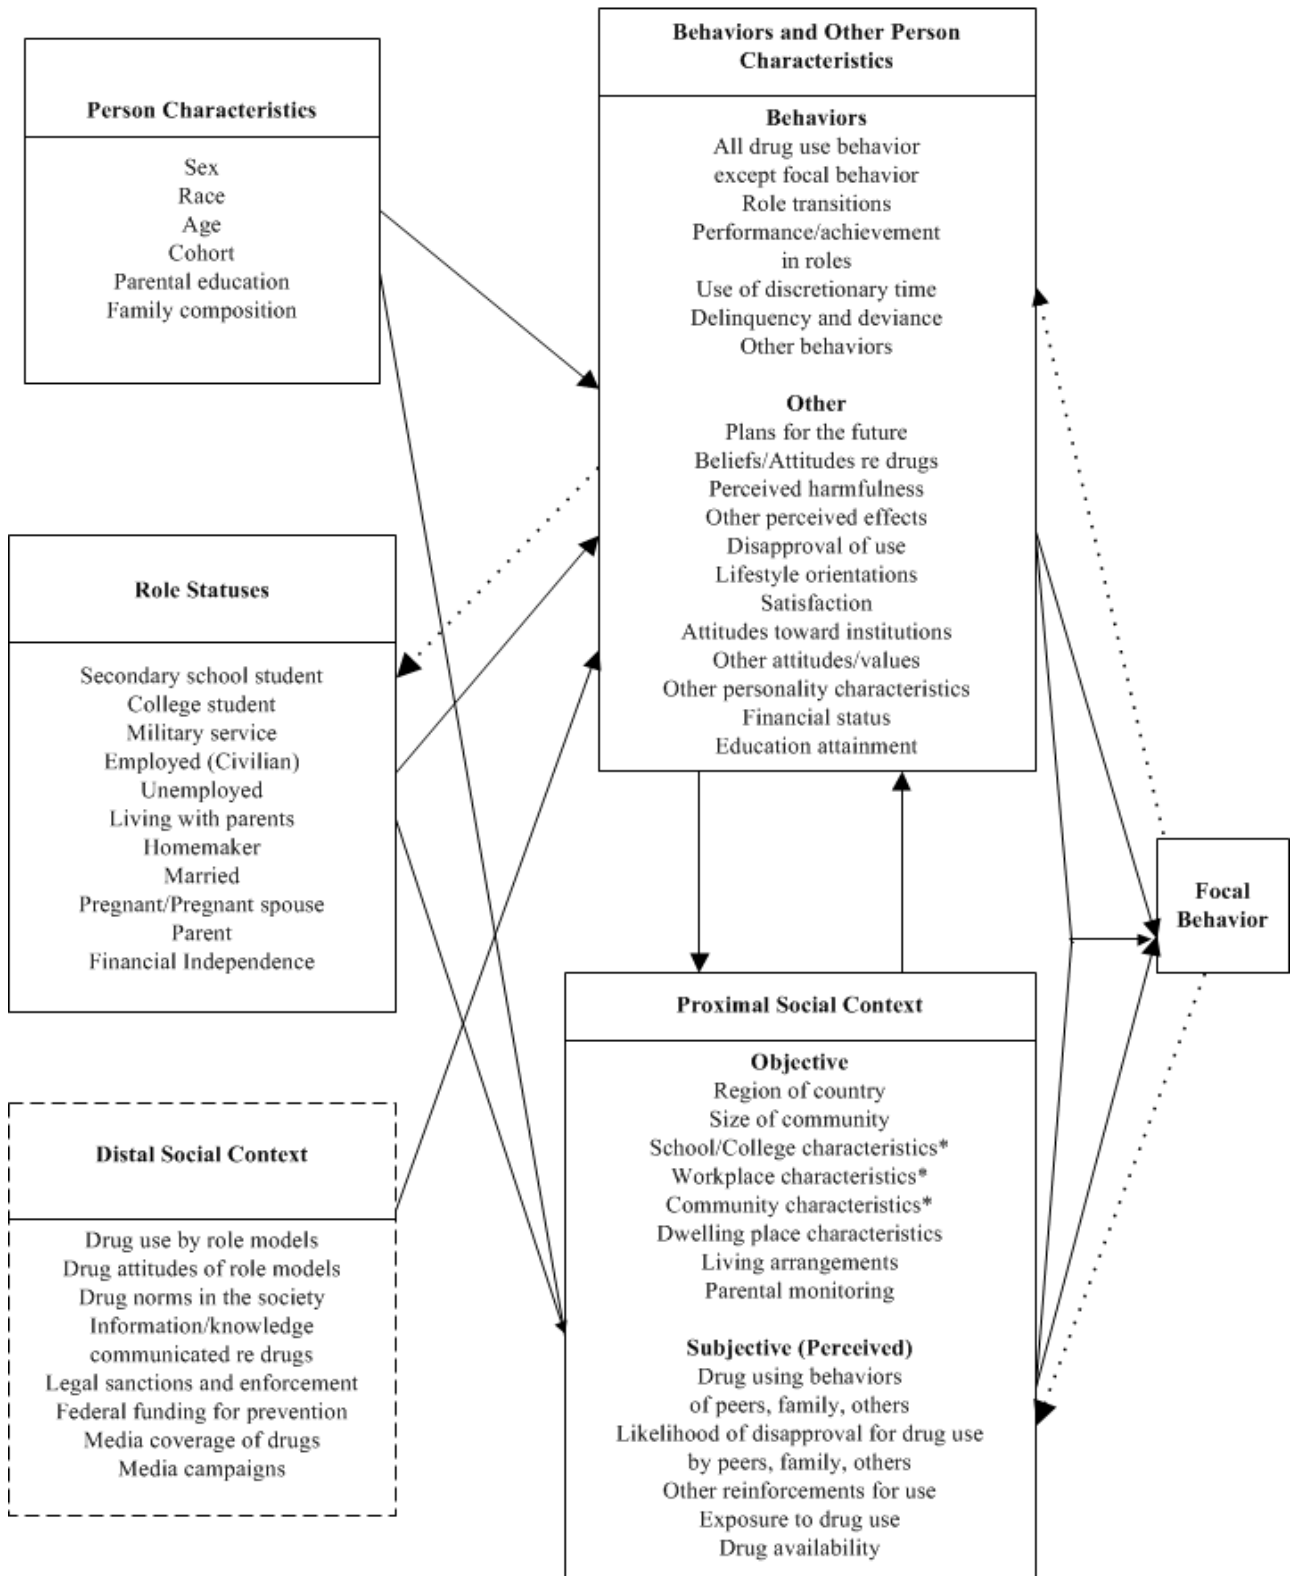 Person Characteristics
Sex
Race
Age
Cohort
Parental education
Family composition
Role Statuses
Secondary school student
College student
Military service
Employed (Civilian)
Unemployed
Living with parents
Homemaker
Married
Pregnant/Pregnant spouse
Parent
Financial Independence
Distal Social Context
Drug use by role models
Drug attitudes of role models
Drug norms in the society
Information/knowledge
communicated re drugs
Legal sanctions and enforcement
Federal funding for prevention
Media coverage of drugs
Media campaigns
Behaviors and Other Person
Characteristics
Behaviors
All drug use behavior
except focal behavior
Role transitions
Performance/achievement
in roles
Use of discretionary time
Delinquency and deviance
Other behaviors
Other
Plans for the future
Beliefs/Attitudes re drugs
Perceived harmfulness
Other perceived effects
Disapproval of use
Lifestyle orientations
Satisfaction
Attitudes toward institutions
Other attitudes/values
Other personality characteristics
Financial status
Education attainment
Proximal Social Context
Objective
Region of country
Size of community
School/College characteristics*
Workplace characteristics*
Community characteristics*
Dwelling place characteristics
Living arrangements
Parental monitoring
Subjective (Perceived)
Drug using behaviors
of peers, family, others
Likelihood of disapproval for drug use
by peers, family, others
Other reinforcements for use
Exposure to drug use
Drug availability
Focal
Behavior